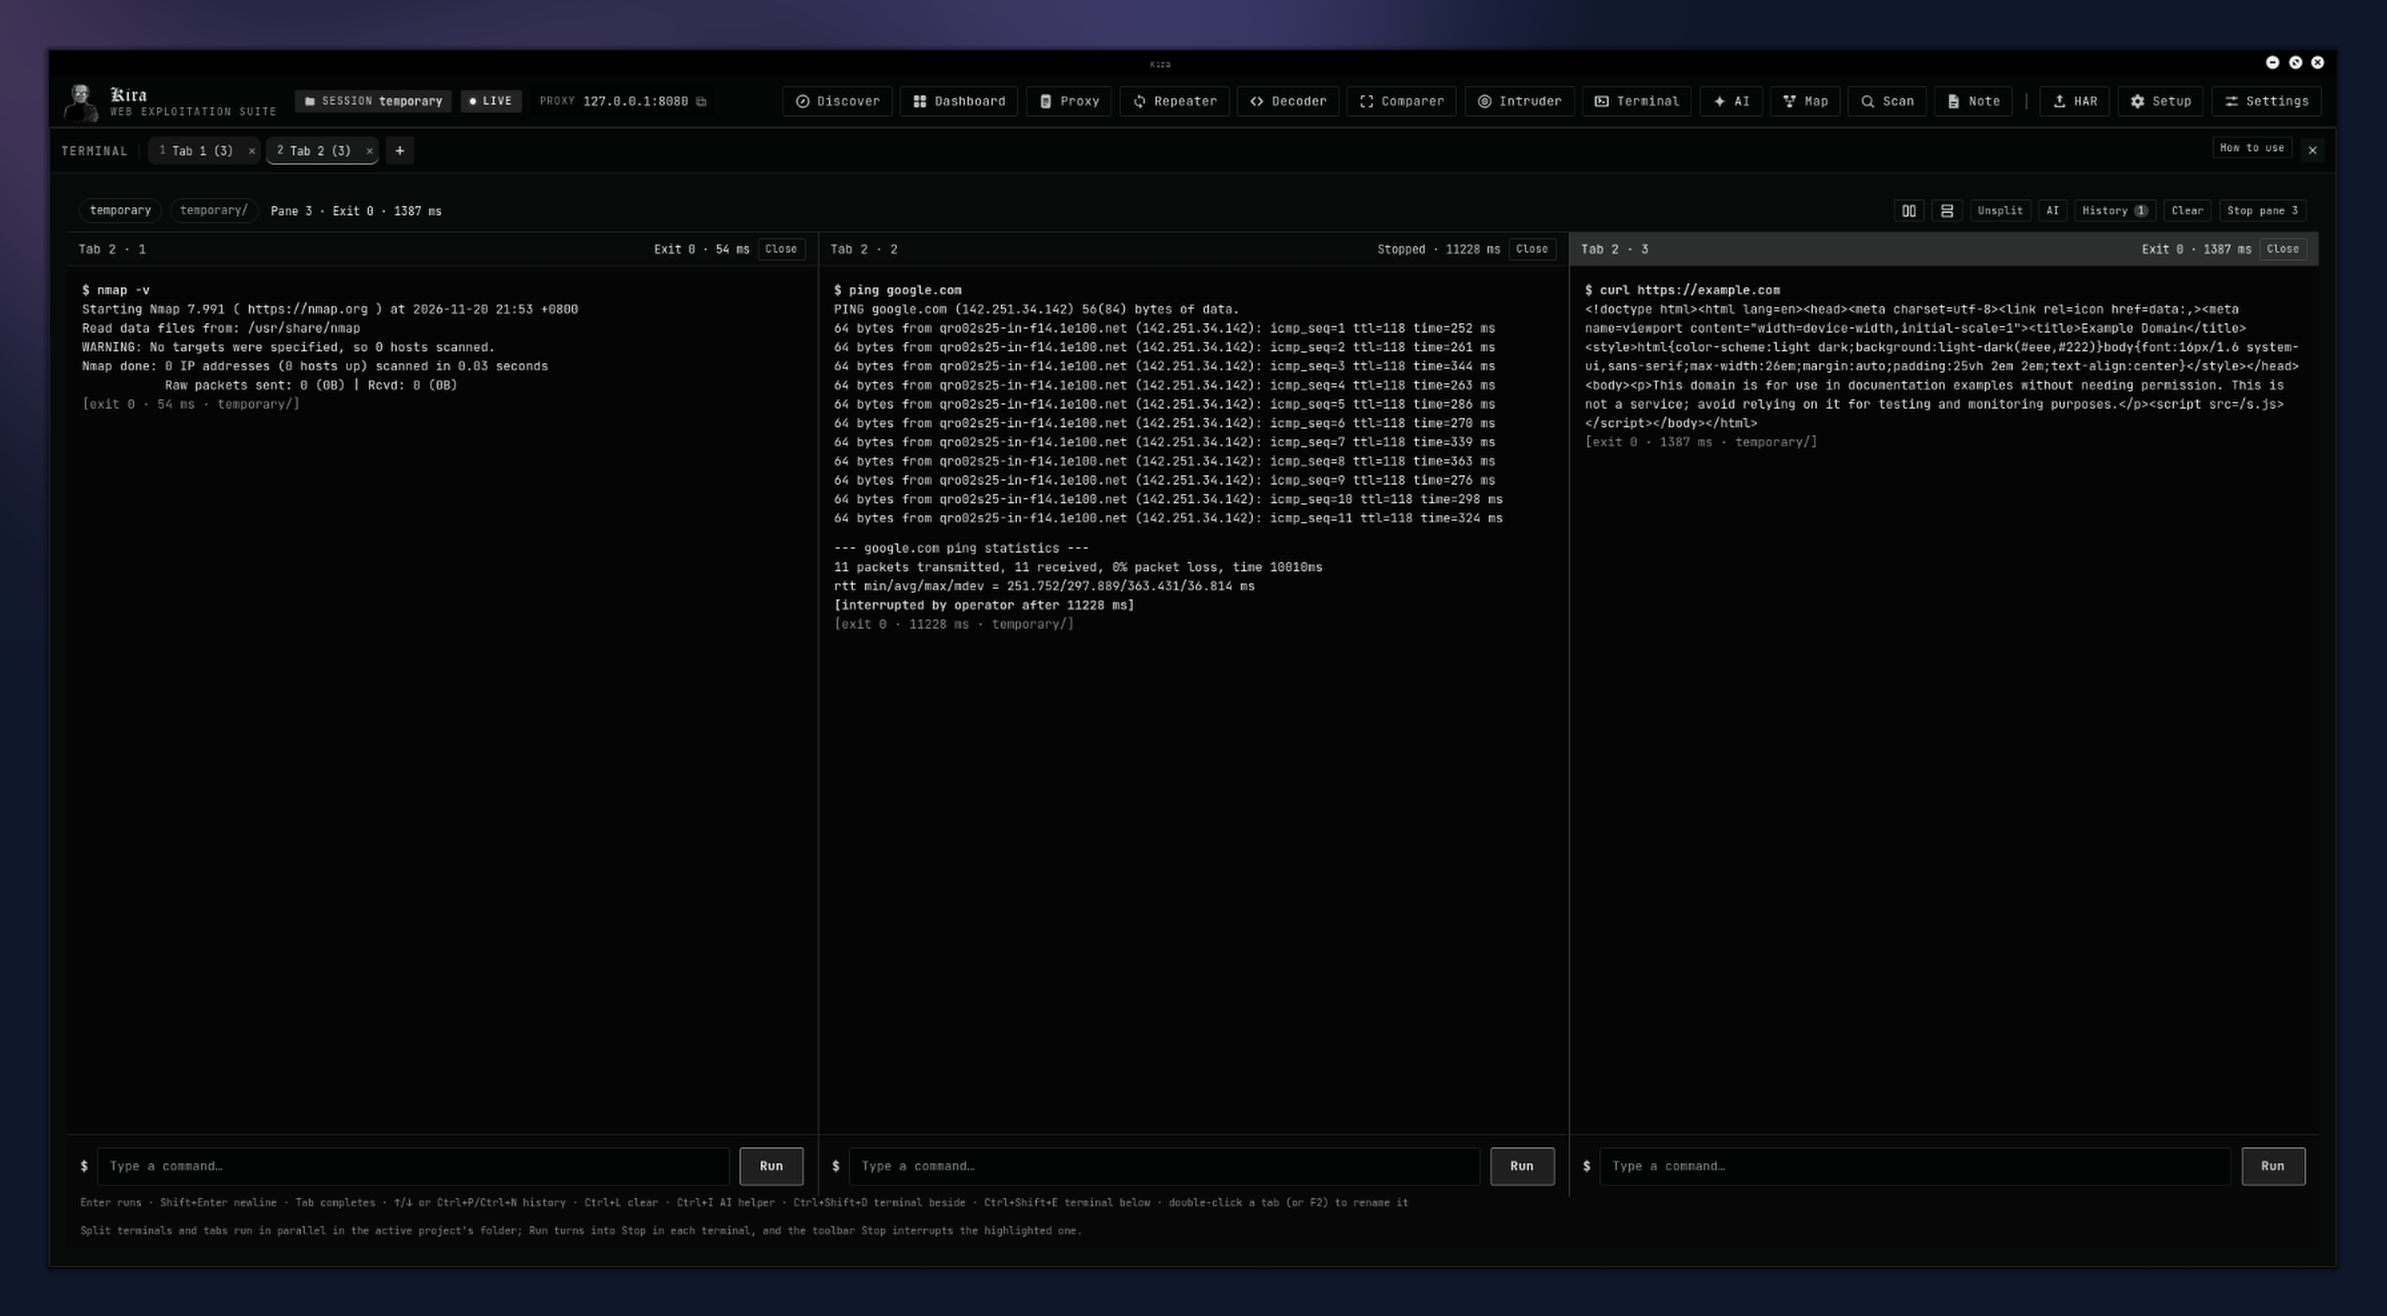 Kira
Kira
WEB EXPLOITATION SUITE
SESSION temporary
LIVE
PROXY 127.0.0.1:8080
Discover
Dashboard
Proxy
Repeater
Decoder
Comparer
Intruder
Terminal
AI
Map
Scan
Note
HAR
Setup
Settings
TERMINAL
1 Tab 1 (3) ×
2 Tab 2 (3) ×
+
How to use
×
temporary
temporary/
Pane 3 · Exit 0 · 1387 ms
Unsplit
AI
History 1
Clear
Stop pane 3
Tab 2 · 1
Exit 0 · 54 ms
Close
$ nmap -v
Starting Nmap 7.991 ( https://nmap.org ) at 2026-11-20 21:53 +0800
Read data files from: /usr/share/nmap
WARNING: No targets were specified, so 0 hosts scanned.
Nmap done: 0 IP addresses (0 hosts up) scanned in 0.03 seconds
Raw packets sent: 0 (0B) | Rcvd: 0 (0B)
[exit 0 · 54 ms · temporary/]
$ Type a command…
Run
Tab 2 · 2
Stopped · 11228 ms
Close
$ ping google.com
PING google.com (142.251.34.142) 56(84) bytes of data.
64 bytes from qro02s25-in-f14.1e100.net (142.251.34.142): icmp_seq=1 ttl=118 time=252 ms
64 bytes from qro02s25-in-f14.1e100.net (142.251.34.142): icmp_seq=2 ttl=118 time=261 ms
64 bytes from qro02s25-in-f14.1e100.net (142.251.34.142): icmp_seq=3 ttl=118 time=344 ms
64 bytes from qro02s25-in-f14.1e100.net (142.251.34.142): icmp_seq=4 ttl=118 time=263 ms
64 bytes from qro02s25-in-f14.1e100.net (142.251.34.142): icmp_seq=5 ttl=118 time=286 ms
64 bytes from qro02s25-in-f14.1e100.net (142.251.34.142): icmp_seq=6 ttl=118 time=270 ms
64 bytes from qro02s25-in-f14.1e100.net (142.251.34.142): icmp_seq=7 ttl=118 time=339 ms
64 bytes from qro02s25-in-f14.1e100.net (142.251.34.142): icmp_seq=8 ttl=118 time=363 ms
64 bytes from qro02s25-in-f14.1e100.net (142.251.34.142): icmp_seq=9 ttl=118 time=276 ms
64 bytes from qro02s25-in-f14.1e100.net (142.251.34.142): icmp_seq=10 ttl=118 time=298 ms
64 bytes from qro02s25-in-f14.1e100.net (142.251.34.142): icmp_seq=11 ttl=118 time=324 ms
--- google.com ping statistics ---
11 packets transmitted, 11 received, 0% packet loss, time 10010ms
rtt min/avg/max/mdev = 251.752/297.889/363.431/36.814 ms
[interrupted by operator after 11228 ms]
[exit 0 · 11228 ms · temporary/]
$ Type a command…
Run
Tab 2 · 3
Exit 0 · 1387 ms
Close
$ curl https://example.com
<!doctype html><html lang=en><head><meta charset=utf-8><link rel=icon href=data:,><meta
name=viewport content="width=device-width,initial-scale=1"><title>Example Domain</title>
<style>html{color-scheme:light dark;background:light-dark(#eee,#222)}body{font:16px/1.6 system-
ui,sans-serif;max-width:26em;margin:auto;padding:25vh 2em 2em;text-align:center}</style></head>
<body><p>This domain is for use in documentation examples without needing permission. This is
not a service; avoid relying on it for testing and monitoring purposes.</p><script src=/s.js>
</script></body></html>
[exit 0 · 1387 ms · temporary/]
$ Type a command…
Run
Enter runs · Shift+Enter newline · Tab completes · ↑/↓ or Ctrl+P/Ctrl+N history · Ctrl+L clear · Ctrl+I AI helper · Ctrl+Shift+D terminal beside · Ctrl+Shift+E terminal below · double-click a tab (or F2) to rename it
Split terminals and tabs run in parallel in the active project's folder; Run turns into Stop in each terminal, and the toolbar Stop interrupts the highlighted one.